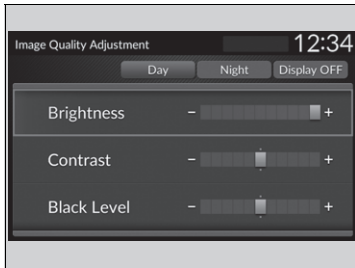 Image Quality Adjustment 12:34
Day Night Display OFF
Brightness - +
Contrast - +
Black Level - +